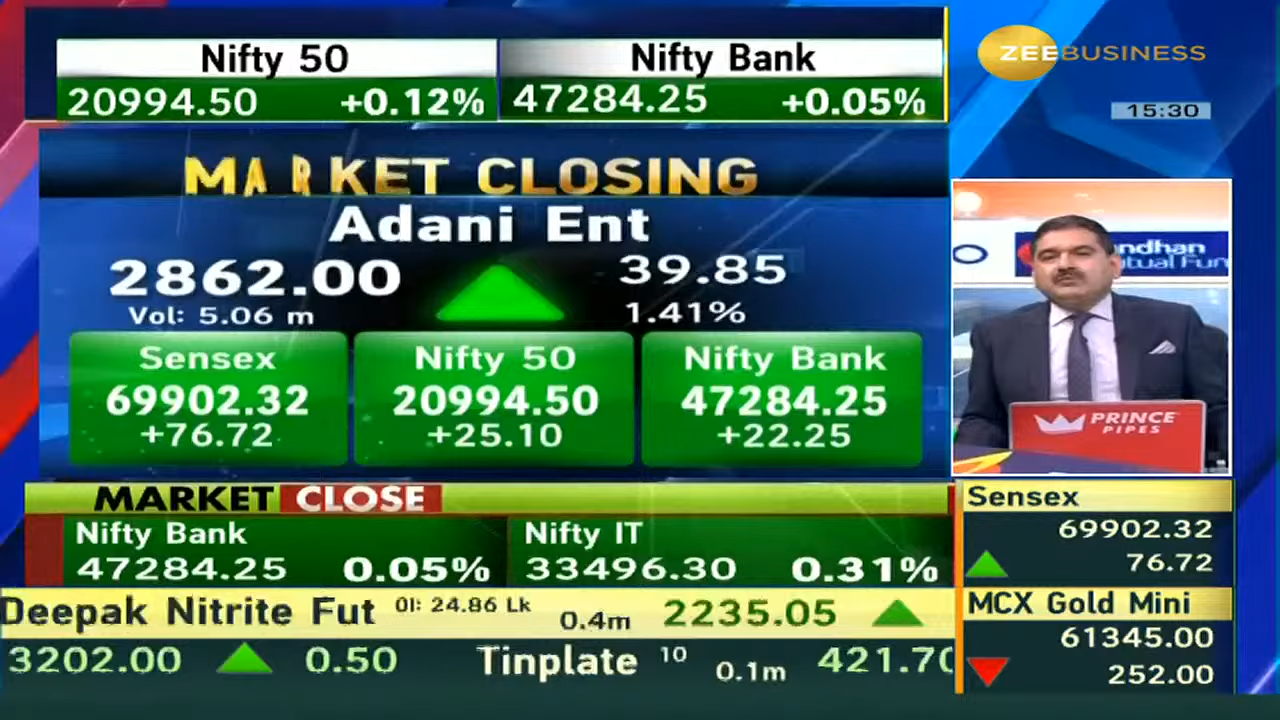 Nifty 50 Nifty Bank
20994.50 +0.12% 47284.25 +0.05%
ZEEBUSINESS
15:30
MARKET CLOSING
Adani Ent
2862.00 39.85
Vol: 5.06 m 1.41%
Sensex Nifty 50 Nifty Bank
69902.32 20994.50 47284.25
+76.72 +25.10 +22.25
ndhan
utual Fun
PRINCE
PIPES
MARKET CLOSE
Nifty Bank Nifty IT
47284.25 0.05% 33496.30 0.31%
Sensex
69902.32
76.72
MCX Gold Mini
61345.00
252.00
Deepak Nitrite Fut OI: 24.86 Lk 0.4m 2235.05
3202.00 0.50 Tinplate 10 0.1m 421.70